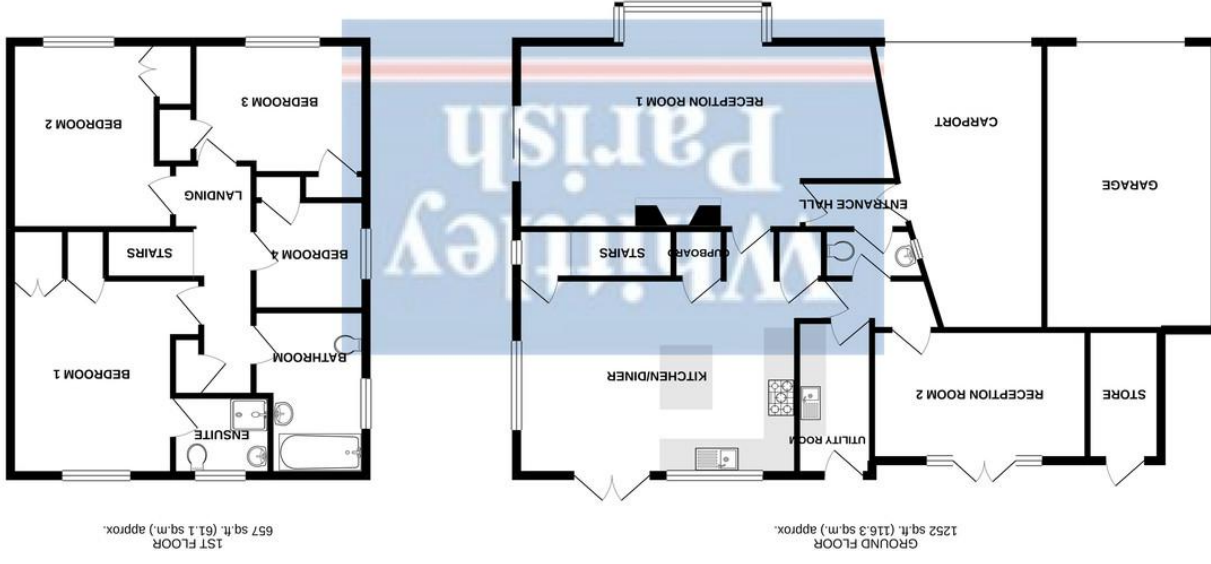 GROUND FLOOR
1252 sq.ft. (116.3 sq.m.) approx.
1ST FLOOR
657 sq.ft. (61.1 sq.m.) approx.
STORE
RECEPTION ROOM 2
UTILITY ROOM
KITCHEN/DINER
GARAGE
CARPORT
ENTRANCE HALL
CUPBOARD
STAIRS
RECEPTION ROOM 1
ENSUITE
BATHROOM
BEDROOM 1
BEDROOM 4
STAIRS
LANDING
BEDROOM 3
BEDROOM 2
Whittley
Parish